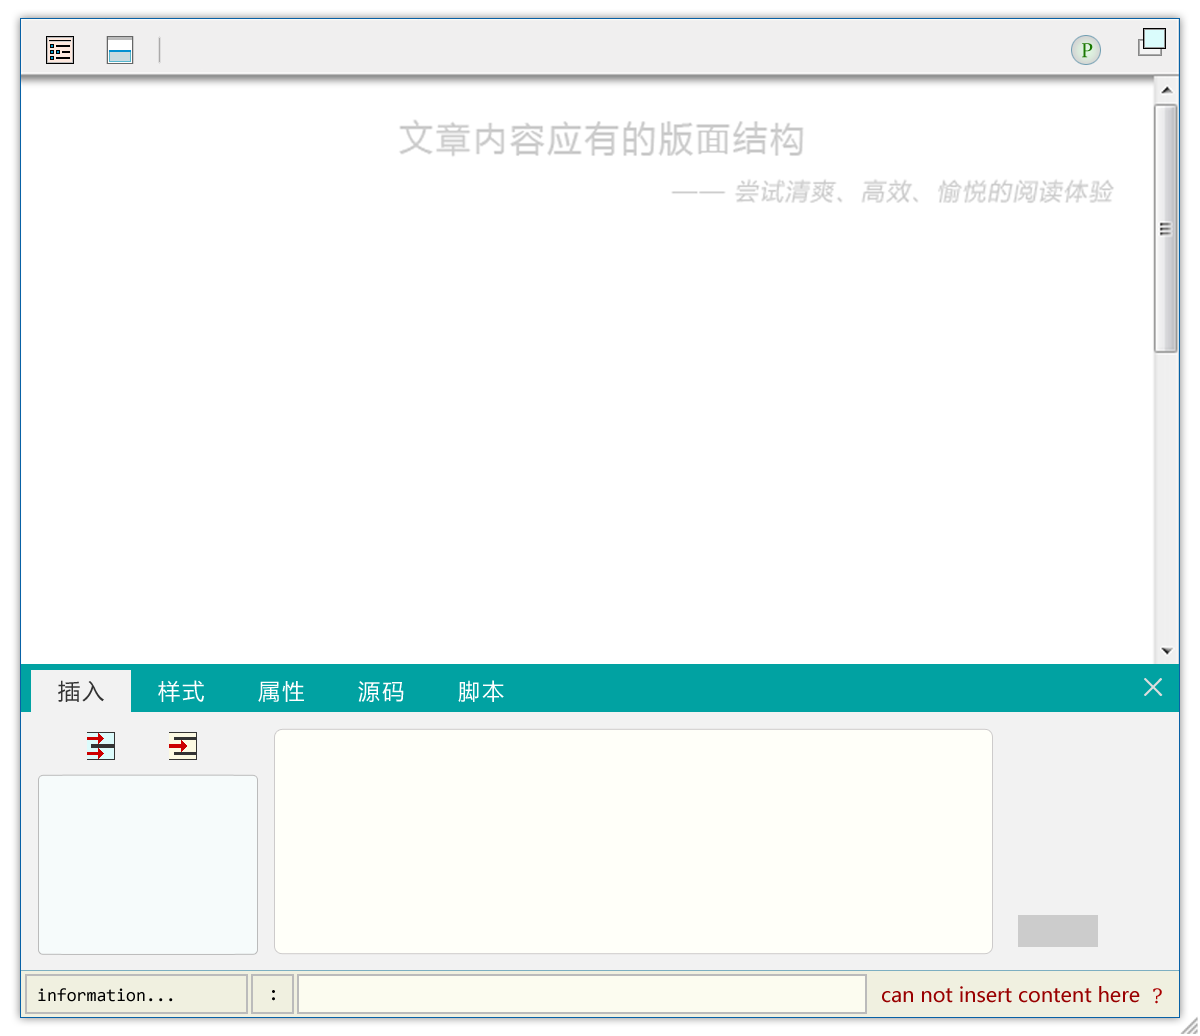 P
文章内容应有的版面结构
—— 尝试清爽、高效、愉悦的阅读体验
插入 样式 属性 源码 脚本
information... : can not insert content here ?